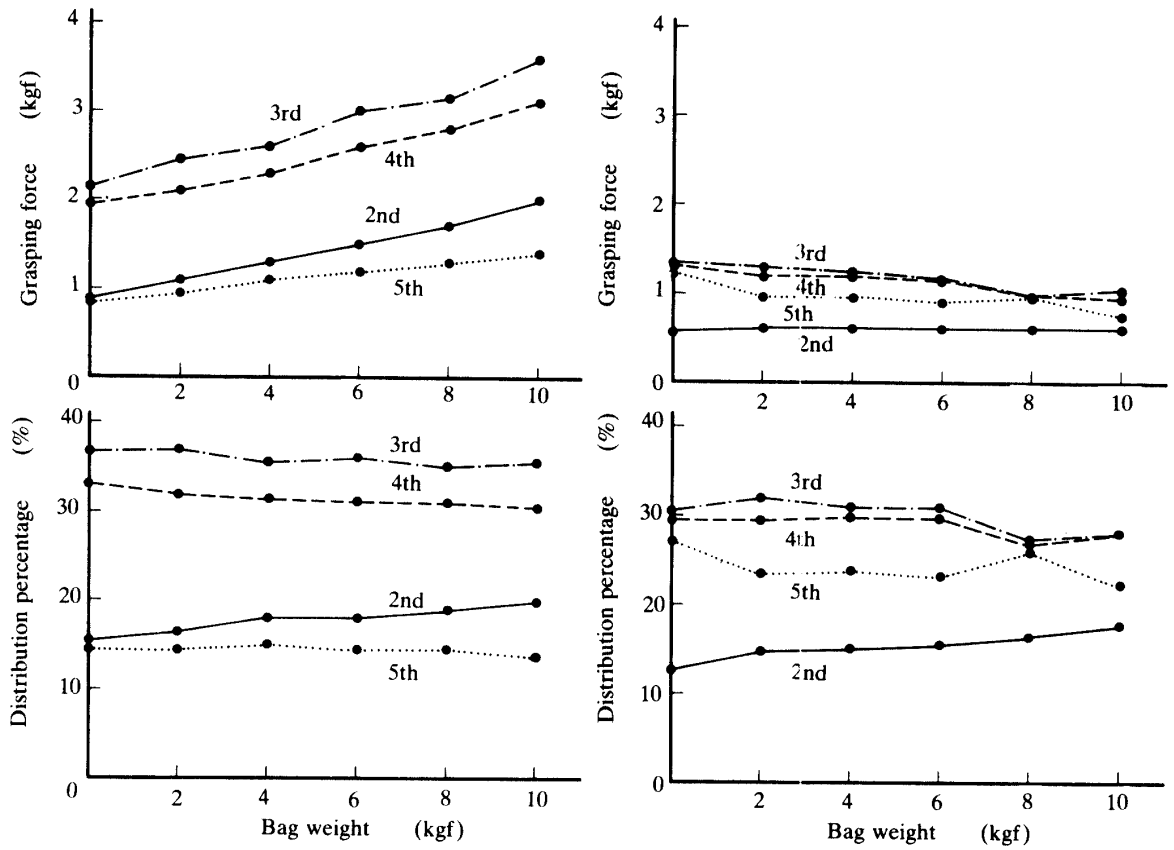 4
3
2
1
0
Grasping force (kgf)
3rd
4th
2nd
5th
2 4 6 8 10
4
3
2
1
0
Grasping force (kgf)
3rd
4th
5th
2nd
2 4 6 8 10
40
30
20
10
0
Distribution percentage (%)
3rd
4th
2nd
5th
2 4 6 8 10
Bag weight (kgf)
40
30
20
10
0
Distribution percentage (%)
3rd
4th
5th
2nd
2 4 6 8 10
Bag weight (kgf)